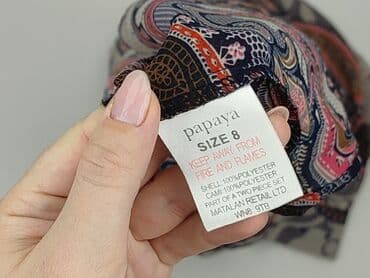 papaya
SIZE 8
KEEP AWAY FROM
FIRE AND FLAMES
SHELL:100%POLYESTER
CAMI:100%POLYESTER
PART OF A TWO PIECE SET
MATALAN RETAIL LTD
WN6 9TB